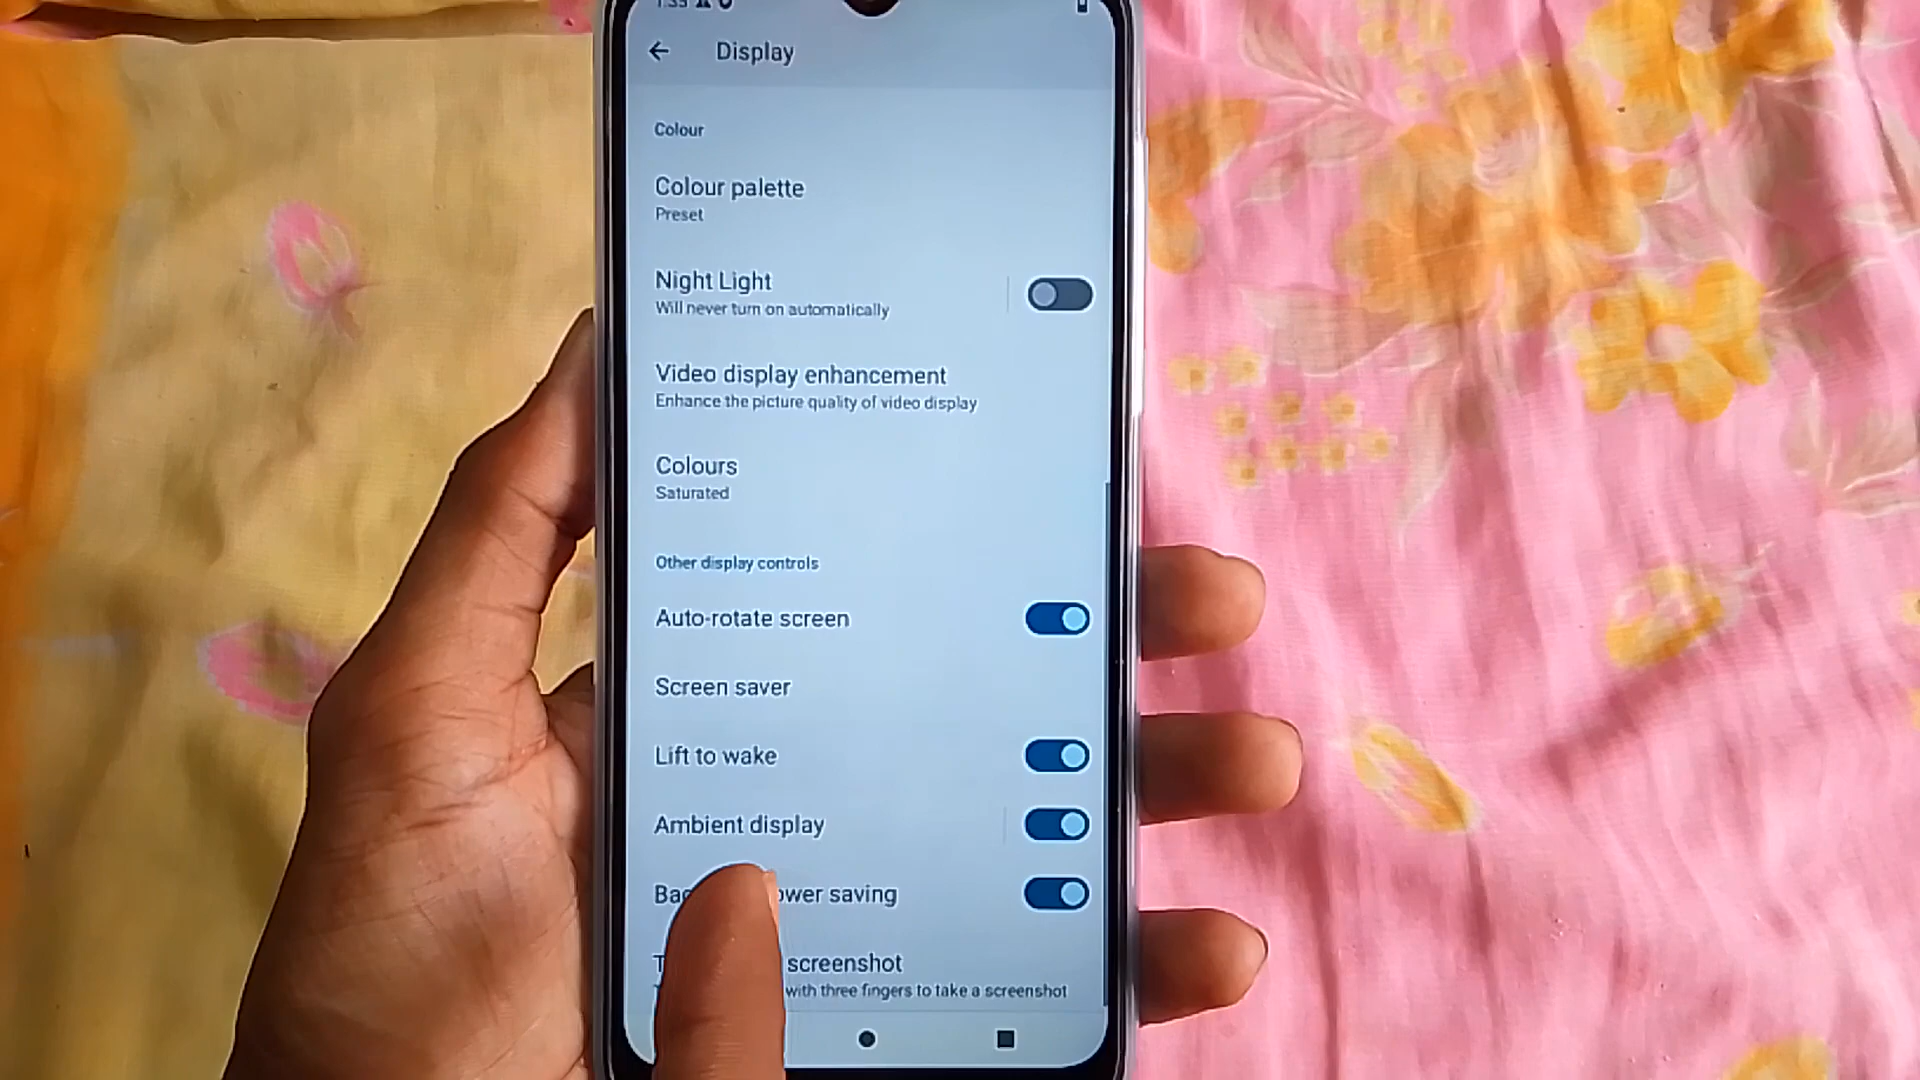 1:35
Display
Colour
Colour palette
Preset
Night Light
Will never turn on automatically
Video display enhancement
Enhance the picture quality of video display
Colours
Saturated
Other display controls
Auto-rotate screen
Screen saver
Lift to wake
Ambient display
saving
screenshot
with three fingers to take a screenshot